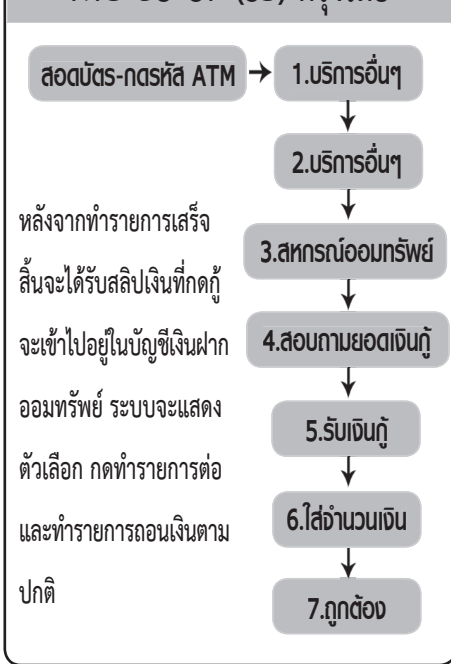 สอดบัตร-กดรหัส ATM
1.บริการอื่นๆ
2.บริการอื่นๆ
3.สหกรณ์ออมทรัพย์
4.สอบถามยอดเงินกู้
5.รับเงินกู้
6.ใส่จำนวนเงิน
7.ถูกต้อง
หลังจากทำรายการเสร็จ
สิ้นจะได้รับสลิปเงินที่กดกู้
จะเข้าไปอยู่ในบัญชีเงินฝาก
ออมทรัพย์ ระบบจะแสดง
ตัวเลือก กดทำรายการต่อ
และทำรายการถอนเงินตาม
ปกติ